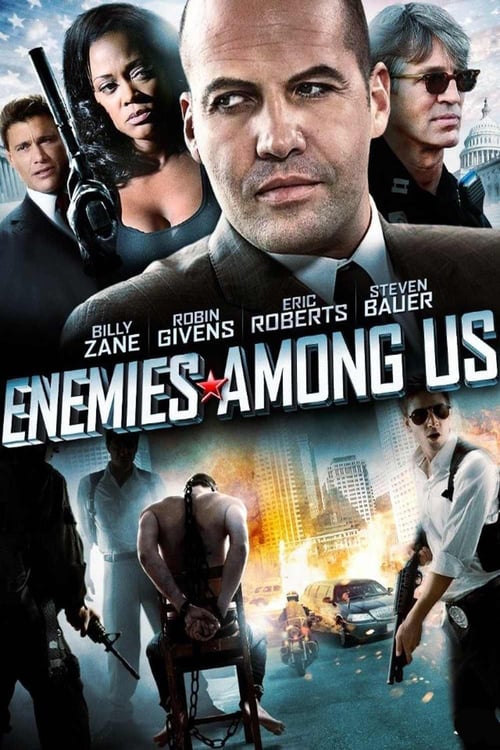 BILLY ZANE
ROBIN GIVENS
ERIC ROBERTS
STEVEN BAUER
ENEMIES★AMONG US